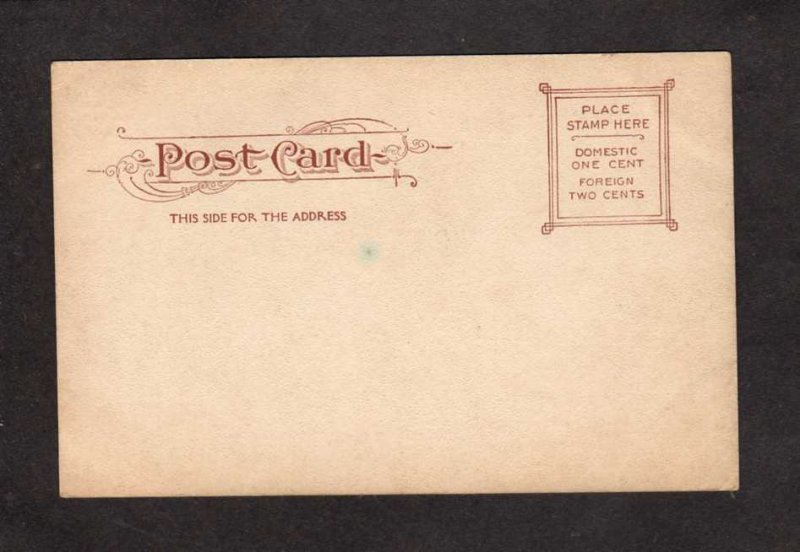 Post Card
THIS SIDE FOR THE ADDRESS
PLACE
STAMP HERE
DOMESTIC
ONE CENT
FOREIGN
TWO CENTS